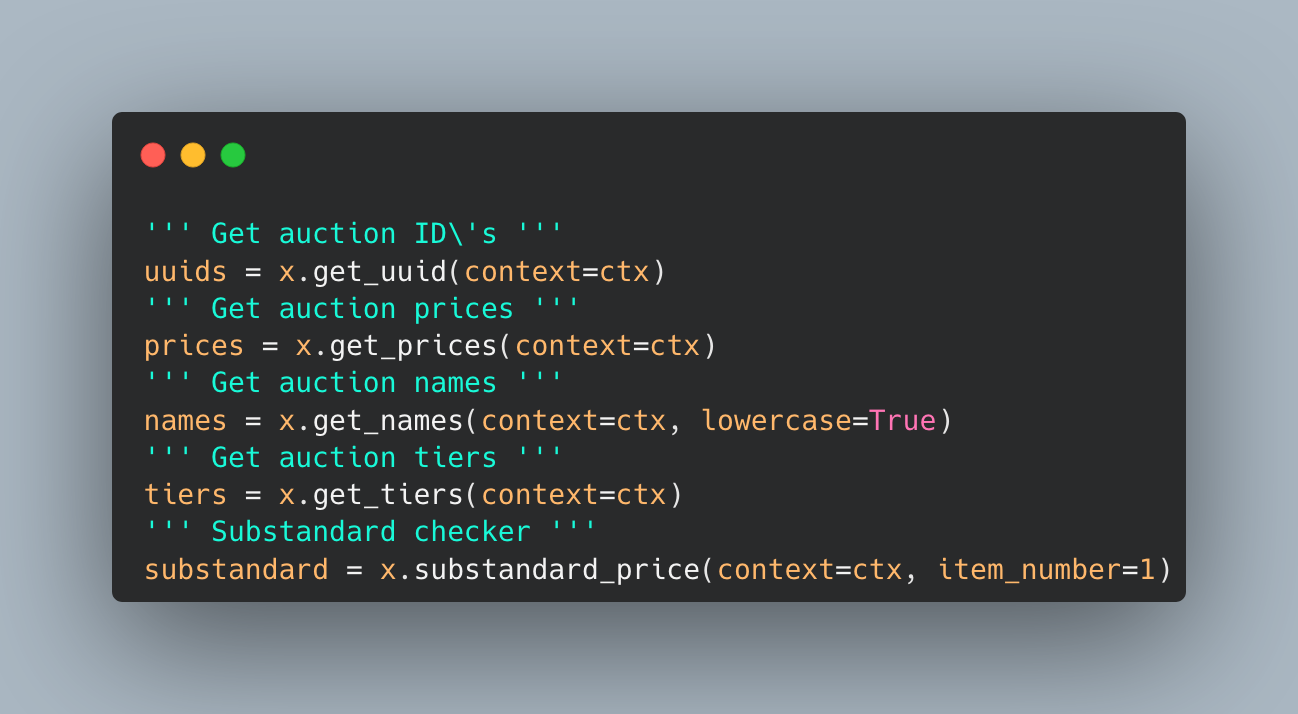 ''' Get auction ID\'s '''
uuids = x.get_uuid(context=ctx)
''' Get auction prices '''
prices = x.get_prices(context=ctx)
''' Get auction names '''
names = x.get_names(context=ctx, lowercase=True)
''' Get auction tiers '''
tiers = x.get_tiers(context=ctx)
''' Substandard checker '''
substandard = x.substandard_price(context=ctx, item_number=1)